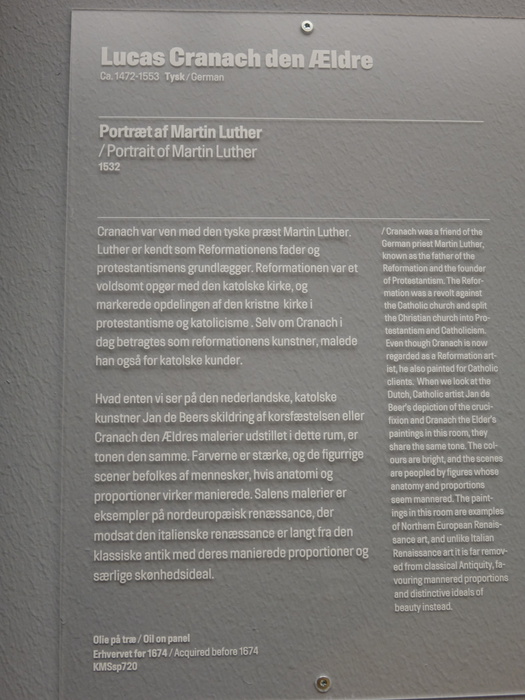 Lucas Cranach den Ældre
Ca. 1472-1553 Tysk/German
Portræt af Martin Luther
/Portrait of Martin Luther
1532
Cranach var ven med den tyske præst Martin Luther.
Luther er kendt som Reformationens fader og
protestantismens grundlægger. Reformationen var et
voldsomt opgør med den katolske kirke, og
markerede opdelingen af den kristne kirke i
protestantisme og katolicisme. Selv om Cranach i
dag betragtes som reformationens kunstner, malede
han også for katolske kunder.
Hvad enten vi ser på den nederlandske, katolske
kunstner Jan de Beers skildring af korsfæstelsen eller
Cranach den Ældres malerier udstillet i dette rum, er
tonen den samme. Farverne er stærke, og de figurrige
scener befolkes af mennesker, hvis anatomi og
proportioner virker manierede. Salens malerier er
eksempler på nordeuropæisk renæssance, der
modsat den italienske renæssance er langt fra den
klassiske antik med deres manierede proportioner og
særlige skønhedsideal.
/Cranach was a friend of the
German priest Martin Luther,
known as the father of the
Reformation and the founder
of Protestantism. The Refor-
mation was a revolt against
the Catholic church and split
the Christian church into Pro-
testantism and Catholicism.
Even though Cranach is now
regarded as a Reformation art-
ist, he also painted for Catholic
clients. When we look at the
Dutch, Catholic artist Jan de
Beer's depiction of the cruci-
fixion and Cranach the Elder's
paintings in this room, they
share the same tone. The col-
ours are bright, and the scenes
are peopled by figures whose
anatomy and proportions
seem mannered. The paint-
ings in this room are examples
of Northern European Renais-
sance art, and unlike Italian
Renaissance art it is far remov-
ed from classical Antiquity, fa-
vouring mannered proportions
and distinctive ideals of
beauty instead.
Olie på træ / Oil on panel
Erhvervet før 1674 / Acquired before 1674
KMSsp720